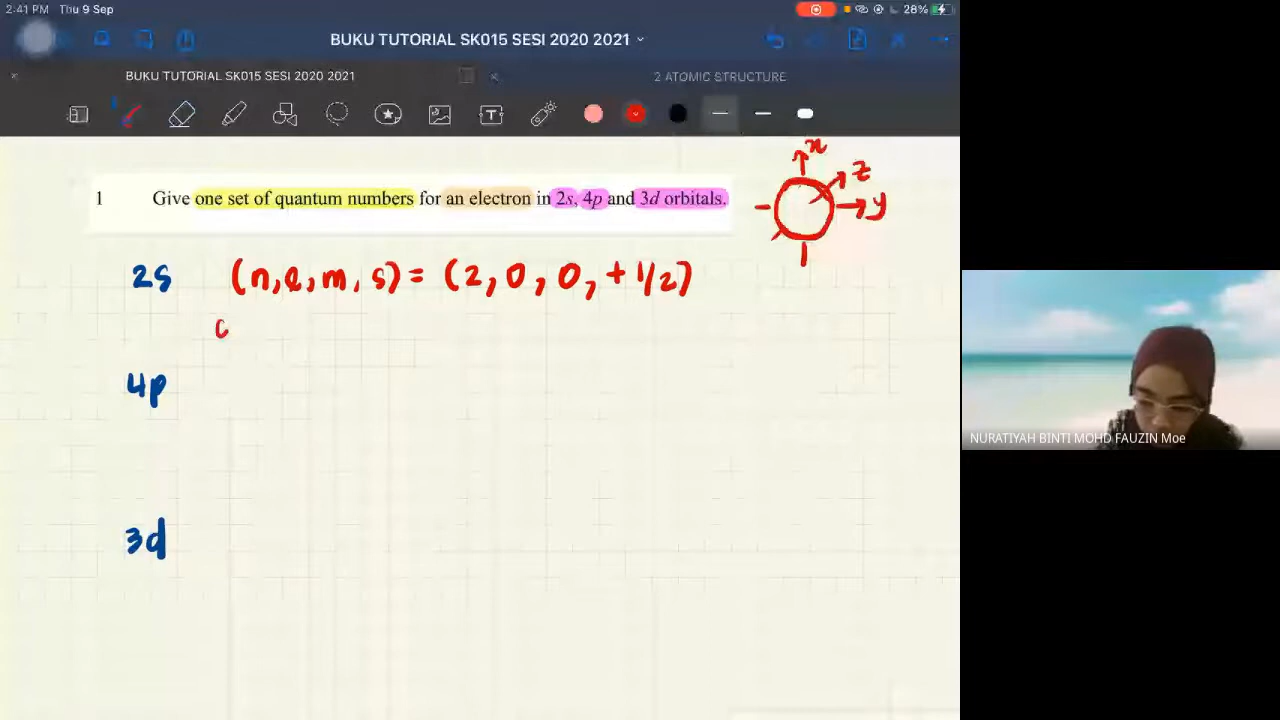 2:41 PM Thu 9 Sep
28%
BUKU TUTORIAL SK015 SESI 2020 2021
BUKU TUTORIAL SK015 SESI 2020 2021
2 ATOMIC STRUCTURE
T
1 Give one set of quantum numbers for an electron in 2s, 4p and 3d orbitals.
x
z
y
2s (n, l, m, s) = (2, 0, 0, + 1/2)
4p
3d
NURATIYAH BINTI MOHD FAUZIN Moe